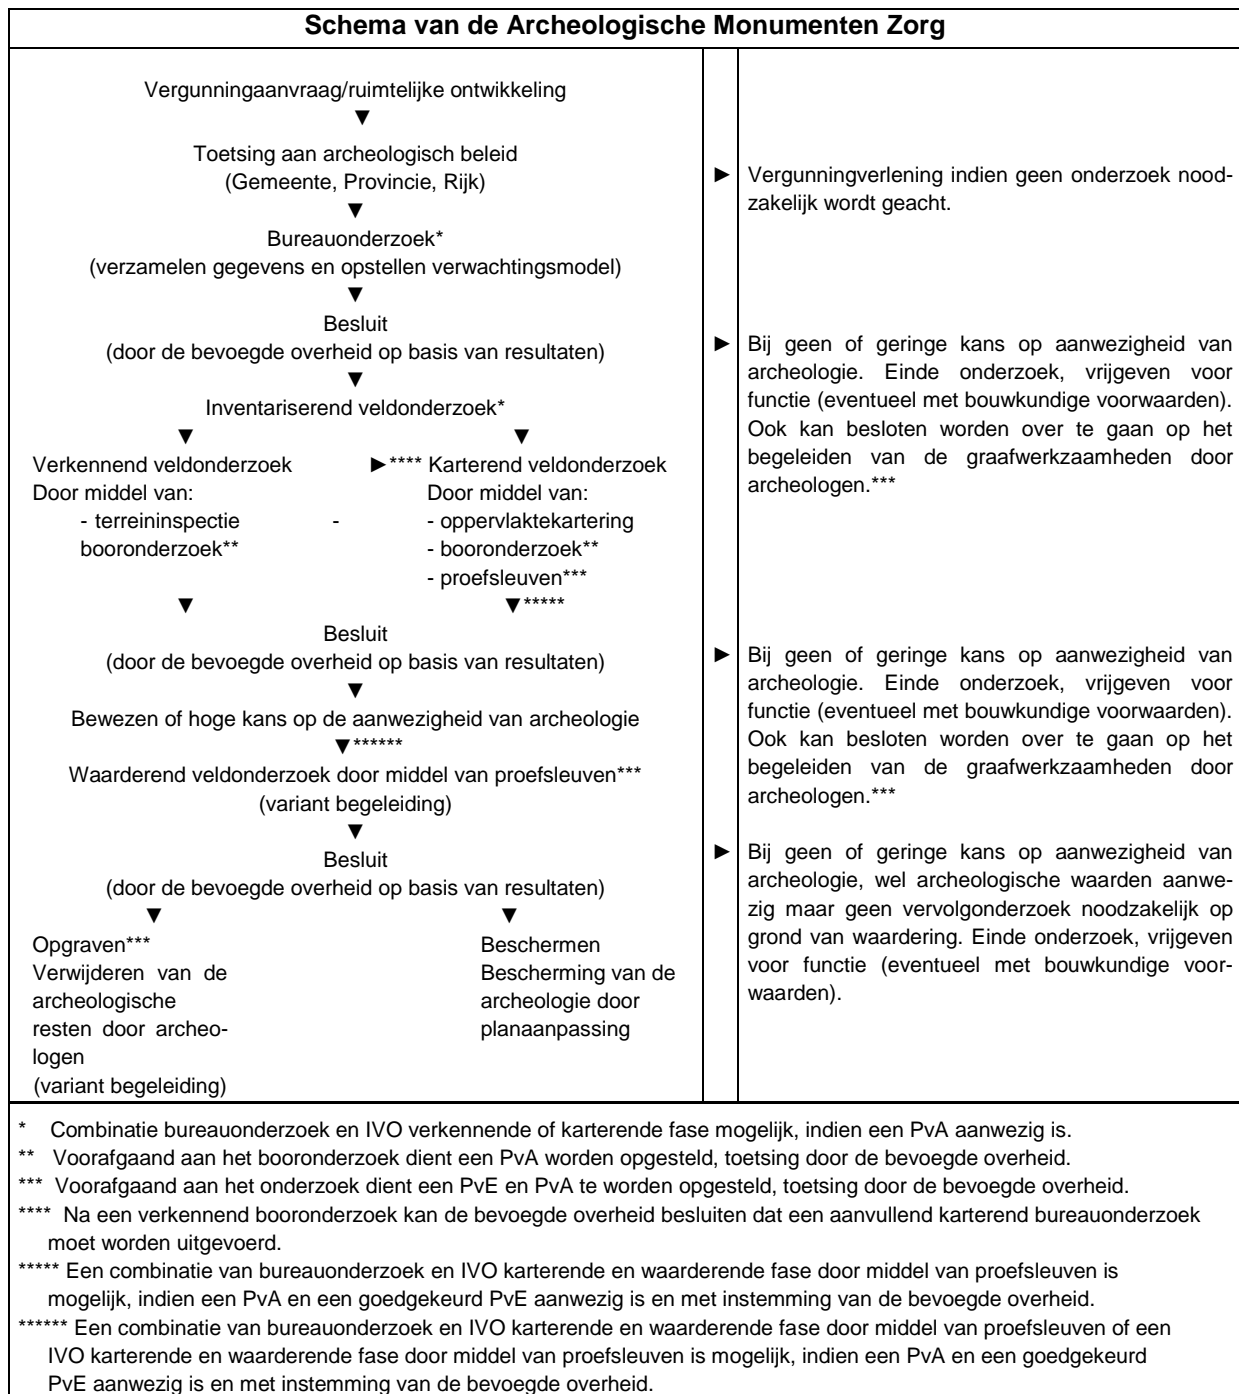 Schema van de Archeologische Monumenten Zorg
Vergunningaanvraag/ruimtelijke ontwikkeling
▼
Toetsing aan archeologisch beleid
(Gemeente, Provincie, Rijk)
▼
Bureauonderzoek*
(verzamelen gegevens en opstellen verwachtingsmodel)
▼
Besluit
(door de bevoegde overheid op basis van resultaten)
▼
Inventariserend veldonderzoek*
▼ ▼
Verkennend veldonderzoek ►**** Karterend veldonderzoek
Door middel van: Door middel van:
- terreininspectie - - oppervlaktekartering
booronderzoek** - booronderzoek**
- proefsleuven***
▼ ▼*****
Besluit
(door de bevoegde overheid op basis van resultaten)
▼
Bewezen of hoge kans op de aanwezigheid van archeologie
▼******
Waarderend veldonderzoek door middel van proefsleuven***
(variant begeleiding)
▼
Besluit
(door de bevoegde overheid op basis van resultaten)
▼ ▼
Opgraven***
Verwijderen van de
archeologische
resten door archeo-
logen
(variant begeleiding)
Beschermen
Bescherming van de
archeologie door
planaanpassing
► Vergunningverlening indien geen onderzoek nood-
zakelijk wordt geacht.
► Bij geen of geringe kans op aanwezigheid van
archeologie. Einde onderzoek, vrijgeven voor
functie (eventueel met bouwkundige voorwaarden).
Ook kan besloten worden over te gaan op het
begeleiden van de graafwerkzaamheden door
archeologen.***
► Bij geen of geringe kans op aanwezigheid van
archeologie. Einde onderzoek, vrijgeven voor
functie (eventueel met bouwkundige voorwaarden).
Ook kan besloten worden over te gaan op het
begeleiden van de graafwerkzaamheden door
archeologen.***
► Bij geen of geringe kans op aanwezigheid van
archeologie, wel archeologische waarden aanwe-
zig maar geen vervolgonderzoek noodzakelijk op
grond van waardering. Einde onderzoek, vrijgeven
voor functie (eventueel met bouwkundige voor-
waarden).
* Combinatie bureauonderzoek en IVO verkennende of karterende fase mogelijk, indien een PvA aanwezig is.
** Voorafgaand aan het booronderzoek dient een PvA worden opgesteld, toetsing door de bevoegde overheid.
*** Voorafgaand aan het onderzoek dient een PvE en PvA te worden opgesteld, toetsing door de bevoegde overheid.
**** Na een verkennend booronderzoek kan de bevoegde overheid besluiten dat een aanvullend karterend bureauonderzoek
moet worden uitgevoerd.
***** Een combinatie van bureauonderzoek en IVO karterende en waarderende fase door middel van proefsleuven is
mogelijk, indien een PvA en een goedgekeurd PvE aanwezig is en met instemming van de bevoegde overheid.
****** Een combinatie van bureauonderzoek en IVO karterende en waarderende fase door middel van proefsleuven of een
IVO karterende en waarderende fase door middel van proefsleuven is mogelijk, indien een PvA en een goedgekeurd
PvE aanwezig is en met instemming van de bevoegde overheid.